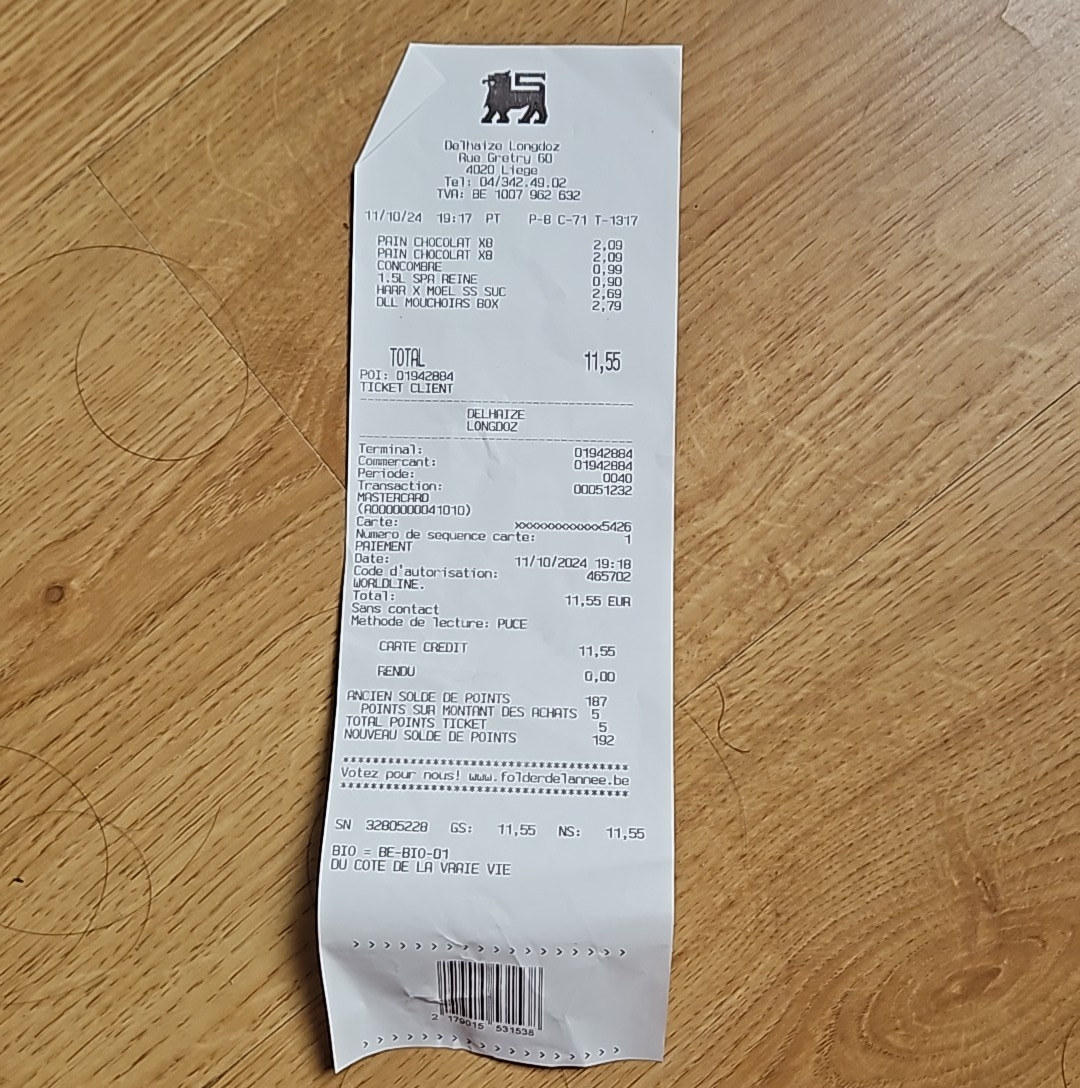 Delhaize Longdoz
Rue Gretry 60
4020 Liege
Tel: 04/342.49.02
TVA: BE 1007 962 632
11/10/24 19:17 PT P-8 C-71 T-1317
PAIN CHOCOLAT X8 2,09
PAIN CHOCOLAT X8 2,09
CONCOMBRE 0,99
1.5L SPA REINE 0,90
HARR X MOEL SS SUC 2,69
DLL MOUCHOIRS BOX 2,79
TOTAL 11,55
POI: 01942884
TICKET CLIENT
DELHAIZE
LONGDOZ
Terminal: 01942884
Commercant: 01942884
Periode: 0040
Transaction: 00051232
MASTERCARD
(A0000000041010)
Carte: xxxxxxxxxxxx5426
Numero de sequence carte: 1
PAIEMENT
Date: 11/10/2024 19:18
Code d'autorisation: 465702
WORLDLINE.
Total: 11,55 EUR
Sans contact
Methode de lecture: PUCE
CARTE CREDIT 11,55
RENDU 0,00
ANCIEN SOLDE DE POINTS 187
POINTS SUR MONTANT DES ACHATS 5
TOTAL POINTS TICKET 5
NOUVEAU SOLDE DE POINTS 192
****************************************
Votez pour nous! www.folderdelannee.be
****************************************
SN 32805228 GS: 11,55 NS: 11,55
BIO = BE-BIO-01
DU COTE DE LA VRAIE VIE
> > > > > > > > > > > > > > > > > >
2 179015 531538
> > > > > > > > > > > > > > > > >